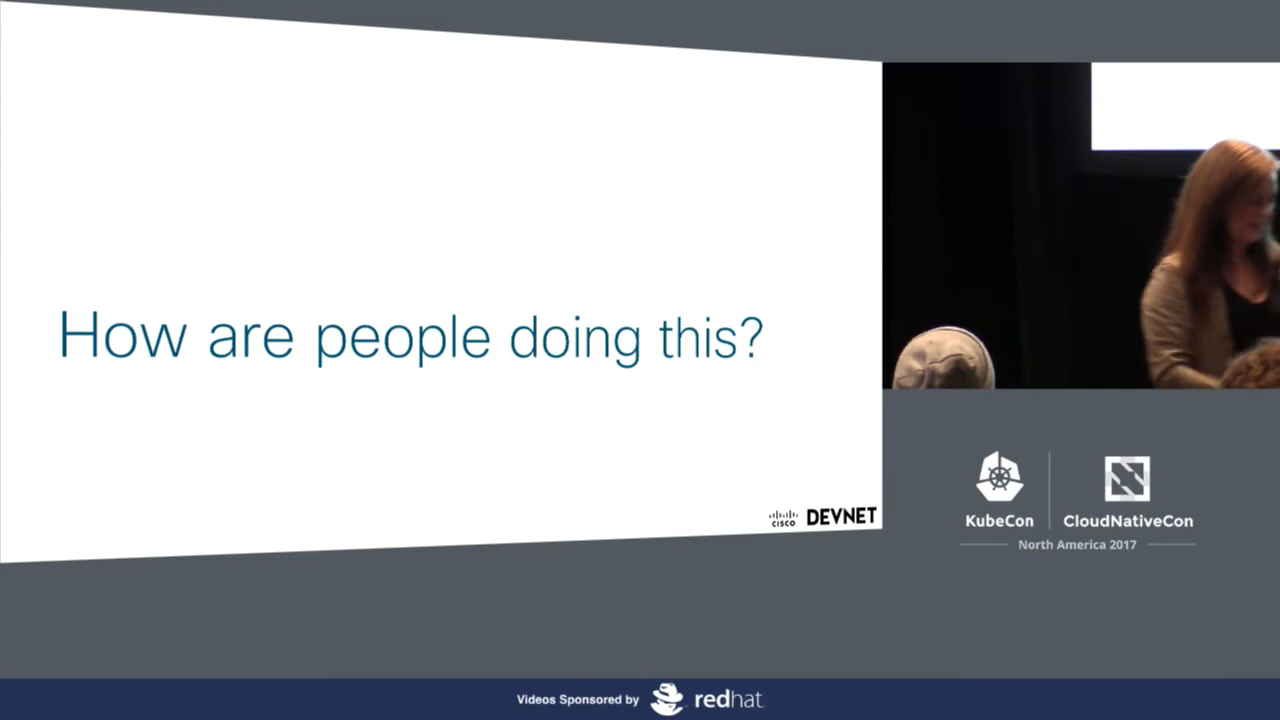 How are people doing this?
CISCO
DEVNET
KubeCon
CloudNativeCon
North America 2017
Videos Sponsored by
redhat